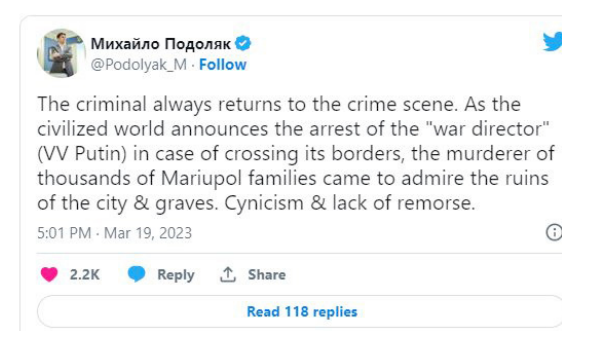 Михайло Подоляк
@Podolyak_M · Follow
The criminal always returns to the crime scene. As the
civilized world announces the arrest of the "war director"
(VV Putin) in case of crossing its borders, the murderer of
thousands of Mariupol families came to admire the ruins
of the city & graves. Cynicism & lack of remorse.
5:01 PM · Mar 19, 2023
2.2K Reply Share
Read 118 replies